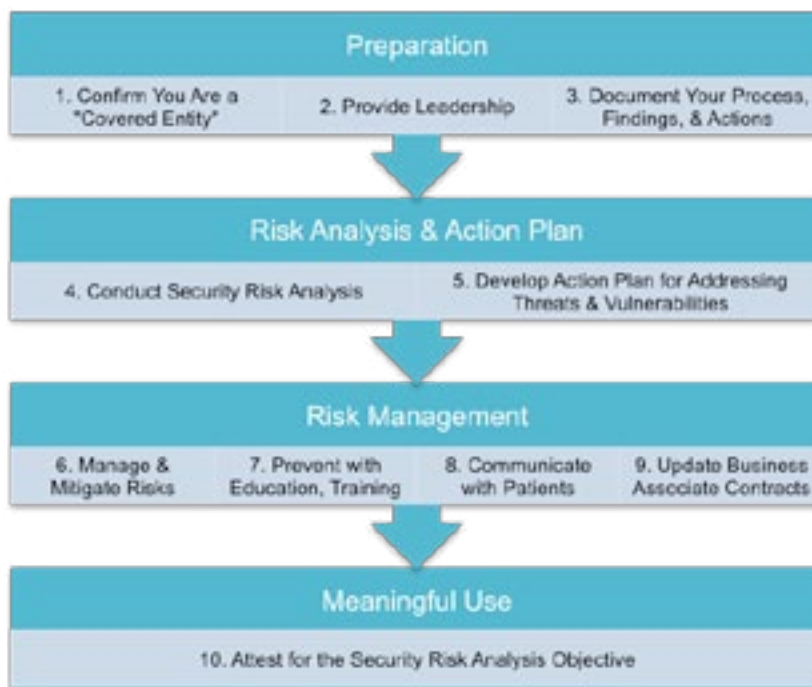 Preparation
1. Confirm You Are a
"Covered Entity"
2. Provide Leadership
3. Document Your Process,
Findings, & Actions
Risk Analysis & Action Plan
4. Conduct Security Risk Analysis
5. Develop Action Plan for Addressing
Threats & Vulnerabilities
Risk Management
6. Manage &
Mitigate Risks
7. Prevent with
Education, Training
8. Communicate
with Patients
9. Update Business
Associate Contracts
Meaningful Use
10. Attest for the Security Risk Analysis Objective